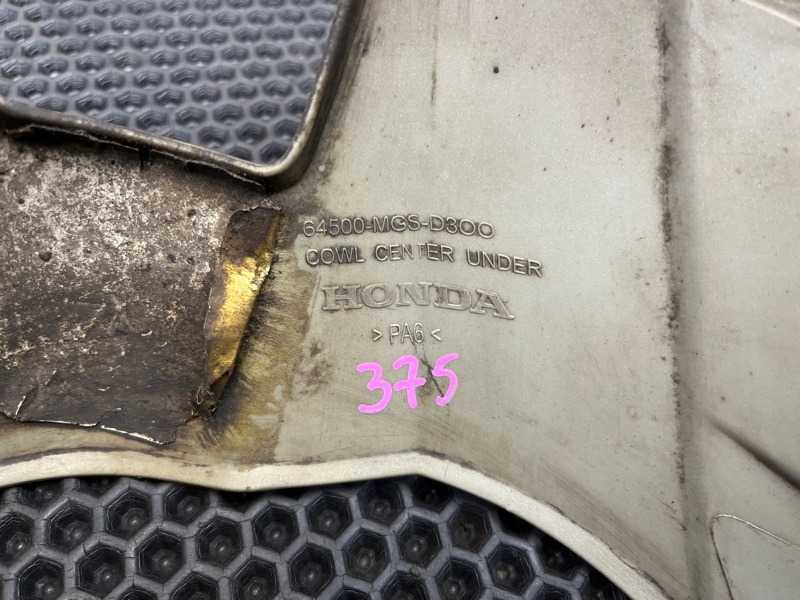 64500-MGS-D300
COWL CENTER UNDER
HONDA
>PA6<
375